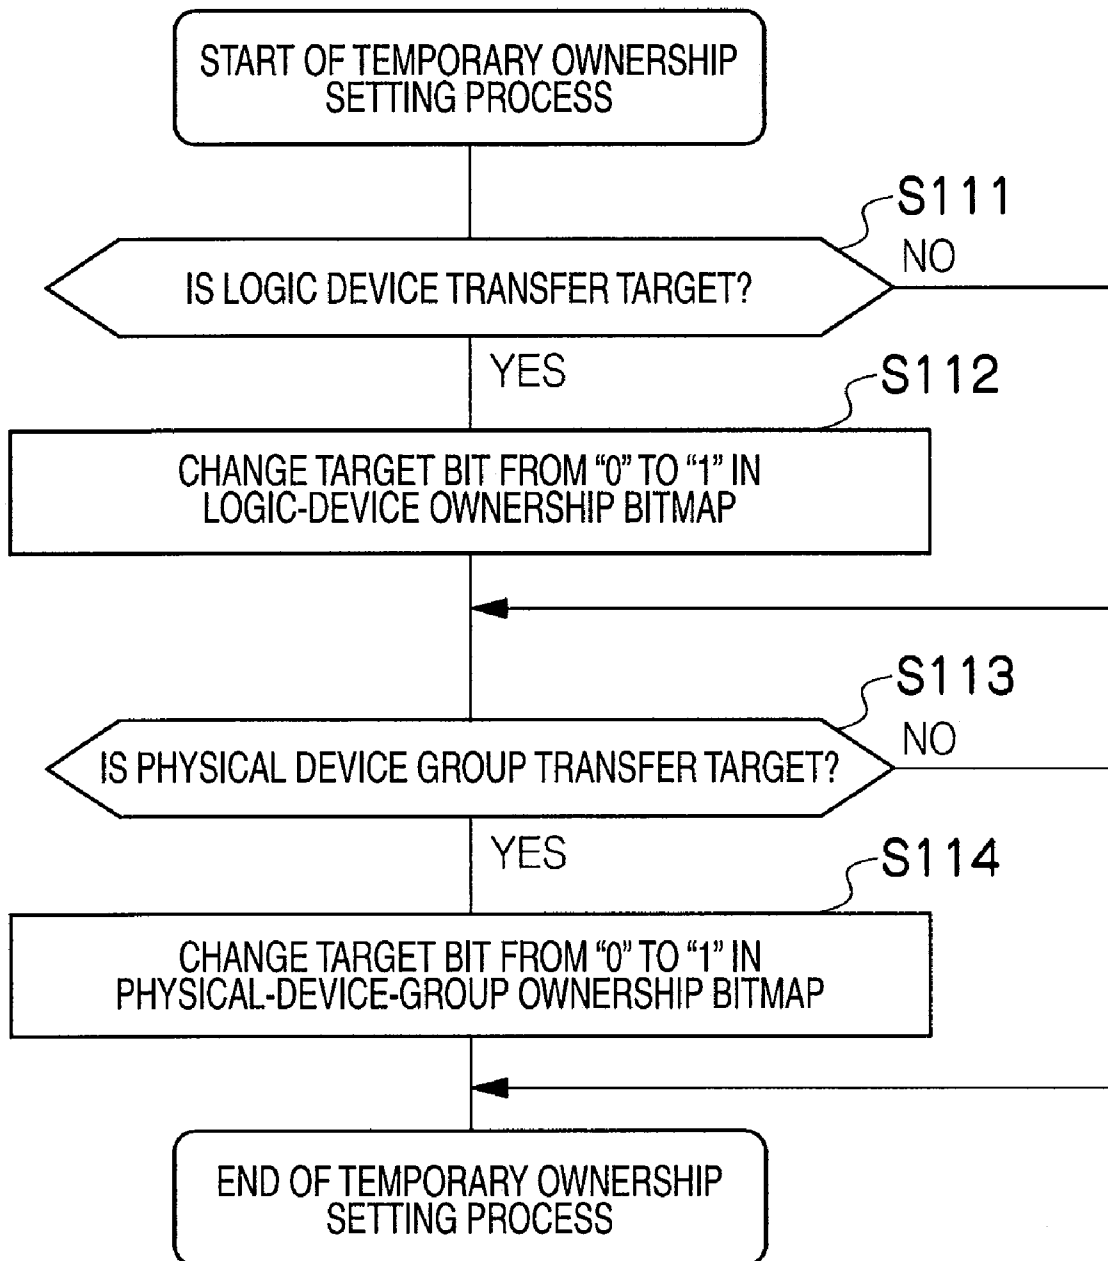 START OF TEMPORARY OWNERSHIP
SETTING PROCESS
S111
NO
IS LOGIC DEVICE TRANSFER TARGET?
YES
S112
CHANGE TARGET BIT FROM “0” TO “1” IN
LOGIC-DEVICE OWNERSHIP BITMAP
S113
NO
IS PHYSICAL DEVICE GROUP TRANSFER TARGET?
YES
S114
CHANGE TARGET BIT FROM “0” TO “1” IN
PHYSICAL-DEVICE-GROUP OWNERSHIP BITMAP
END OF TEMPORARY OWNERSHIP
SETTING PROCESS